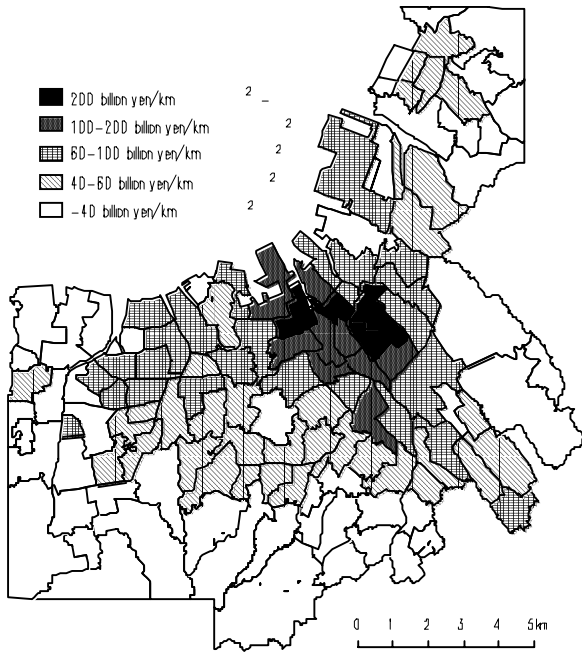 200 billion yen/km 2 –
100-200 billion yen/km 2
60-100 billion yen/km 2
40-60 billion yen/km 2
-40 billion yen/km 2
0 1 2 3 4 5km